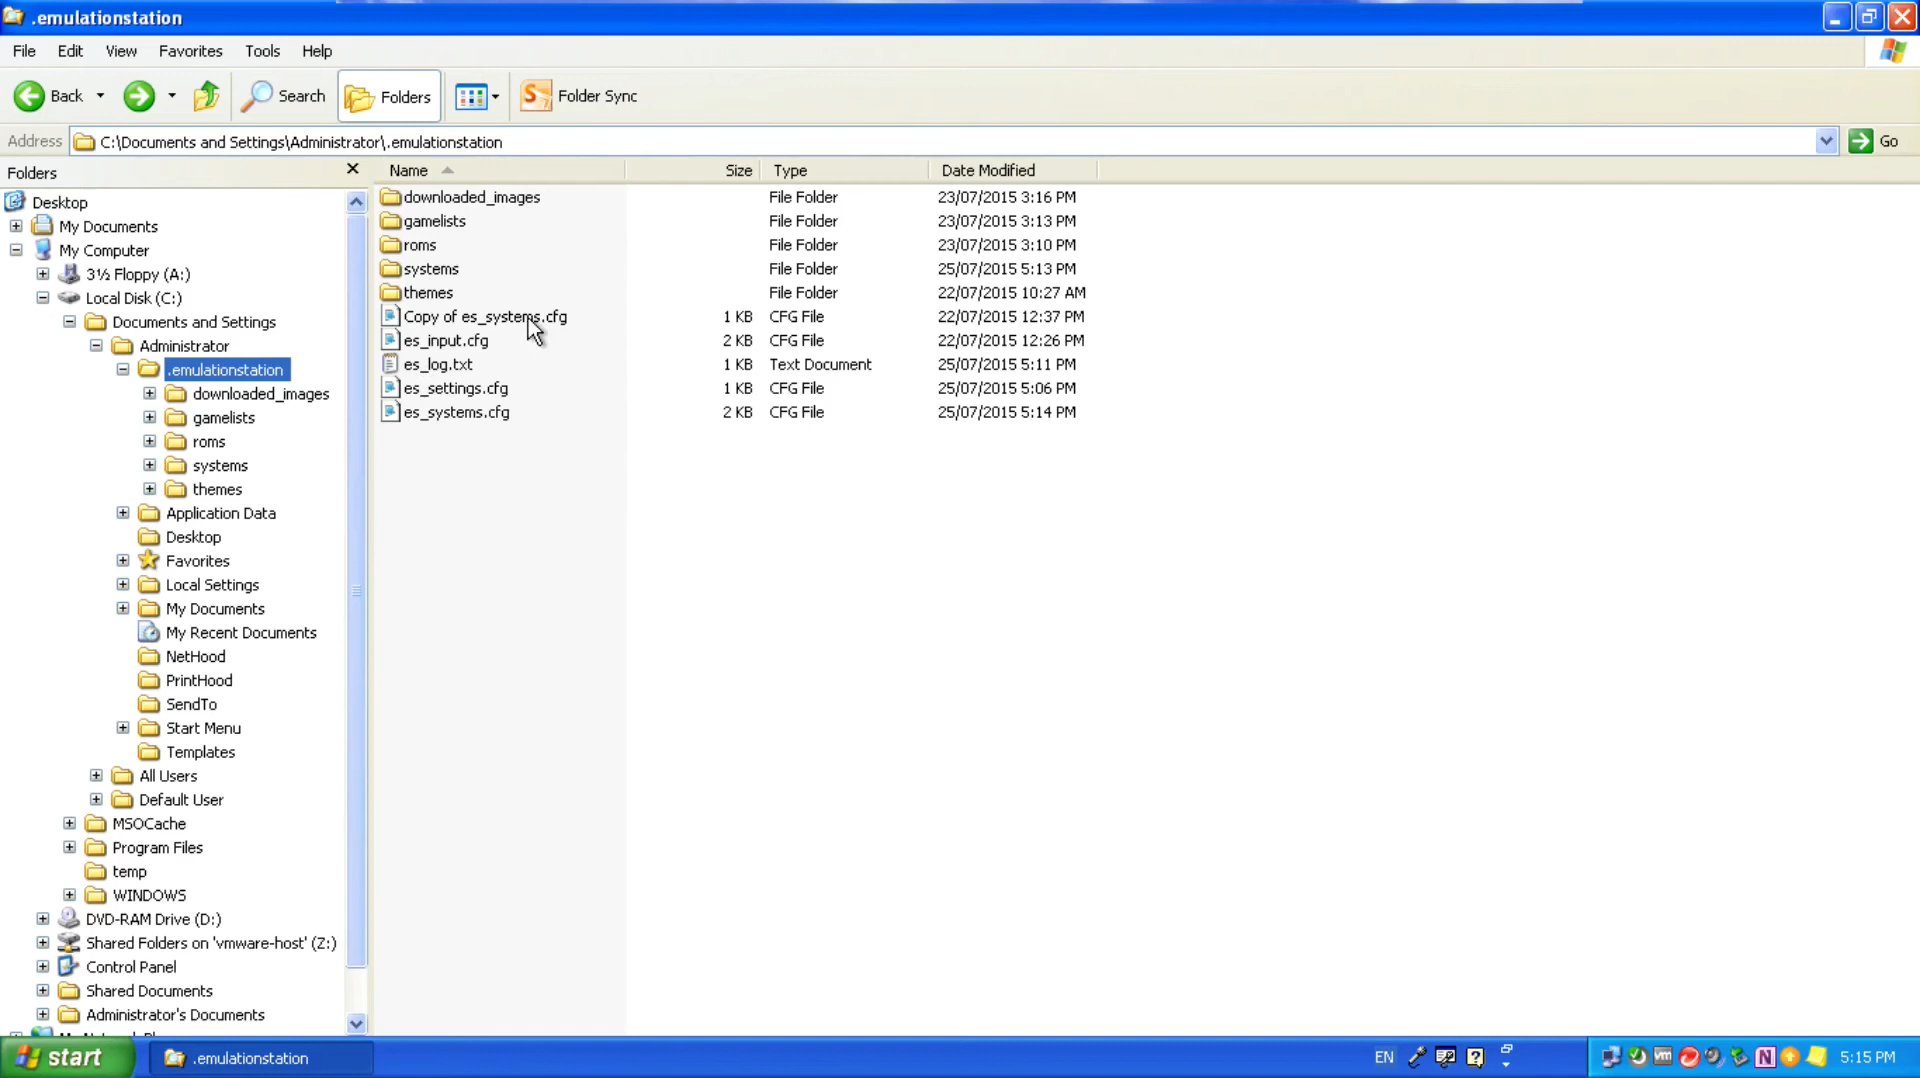 .emulationstation
File Edit View Favorites Tools Help
Back Search Folders Folder Sync
Address C:\Documents and Settings\Administrator\.emulationstation Go
Folders
Desktop
My Documents
My Computer
3½ Floppy (A:)
Local Disk (C:)
Documents and Settings
Administrator
.emulationstation
downloaded_images
gamelists
roms
systems
themes
Application Data
Desktop
Favorites
Local Settings
My Documents
My Recent Documents
NetHood
PrintHood
SendTo
Start Menu
Templates
All Users
Default User
MSOCache
Program Files
temp
WINDOWS
DVD-RAM Drive (D:)
Shared Folders on 'vmware-host' (Z:)
Control Panel
Shared Documents
Administrator's Documents
Name Size Type Date Modified
downloaded_images File Folder 23/07/2015 3:16 PM
gamelists File Folder 23/07/2015 3:13 PM
roms File Folder 23/07/2015 3:10 PM
systems File Folder 25/07/2015 5:13 PM
themes File Folder 22/07/2015 10:27 AM
Copy of es_systems.cfg 1 KB CFG File 22/07/2015 12:37 PM
es_input.cfg 2 KB CFG File 22/07/2015 12:26 PM
es_log.txt 1 KB Text Document 25/07/2015 5:11 PM
es_settings.cfg 1 KB CFG File 25/07/2015 5:06 PM
es_systems.cfg 2 KB CFG File 25/07/2015 5:14 PM
start .emulationstation EN 5:15 PM